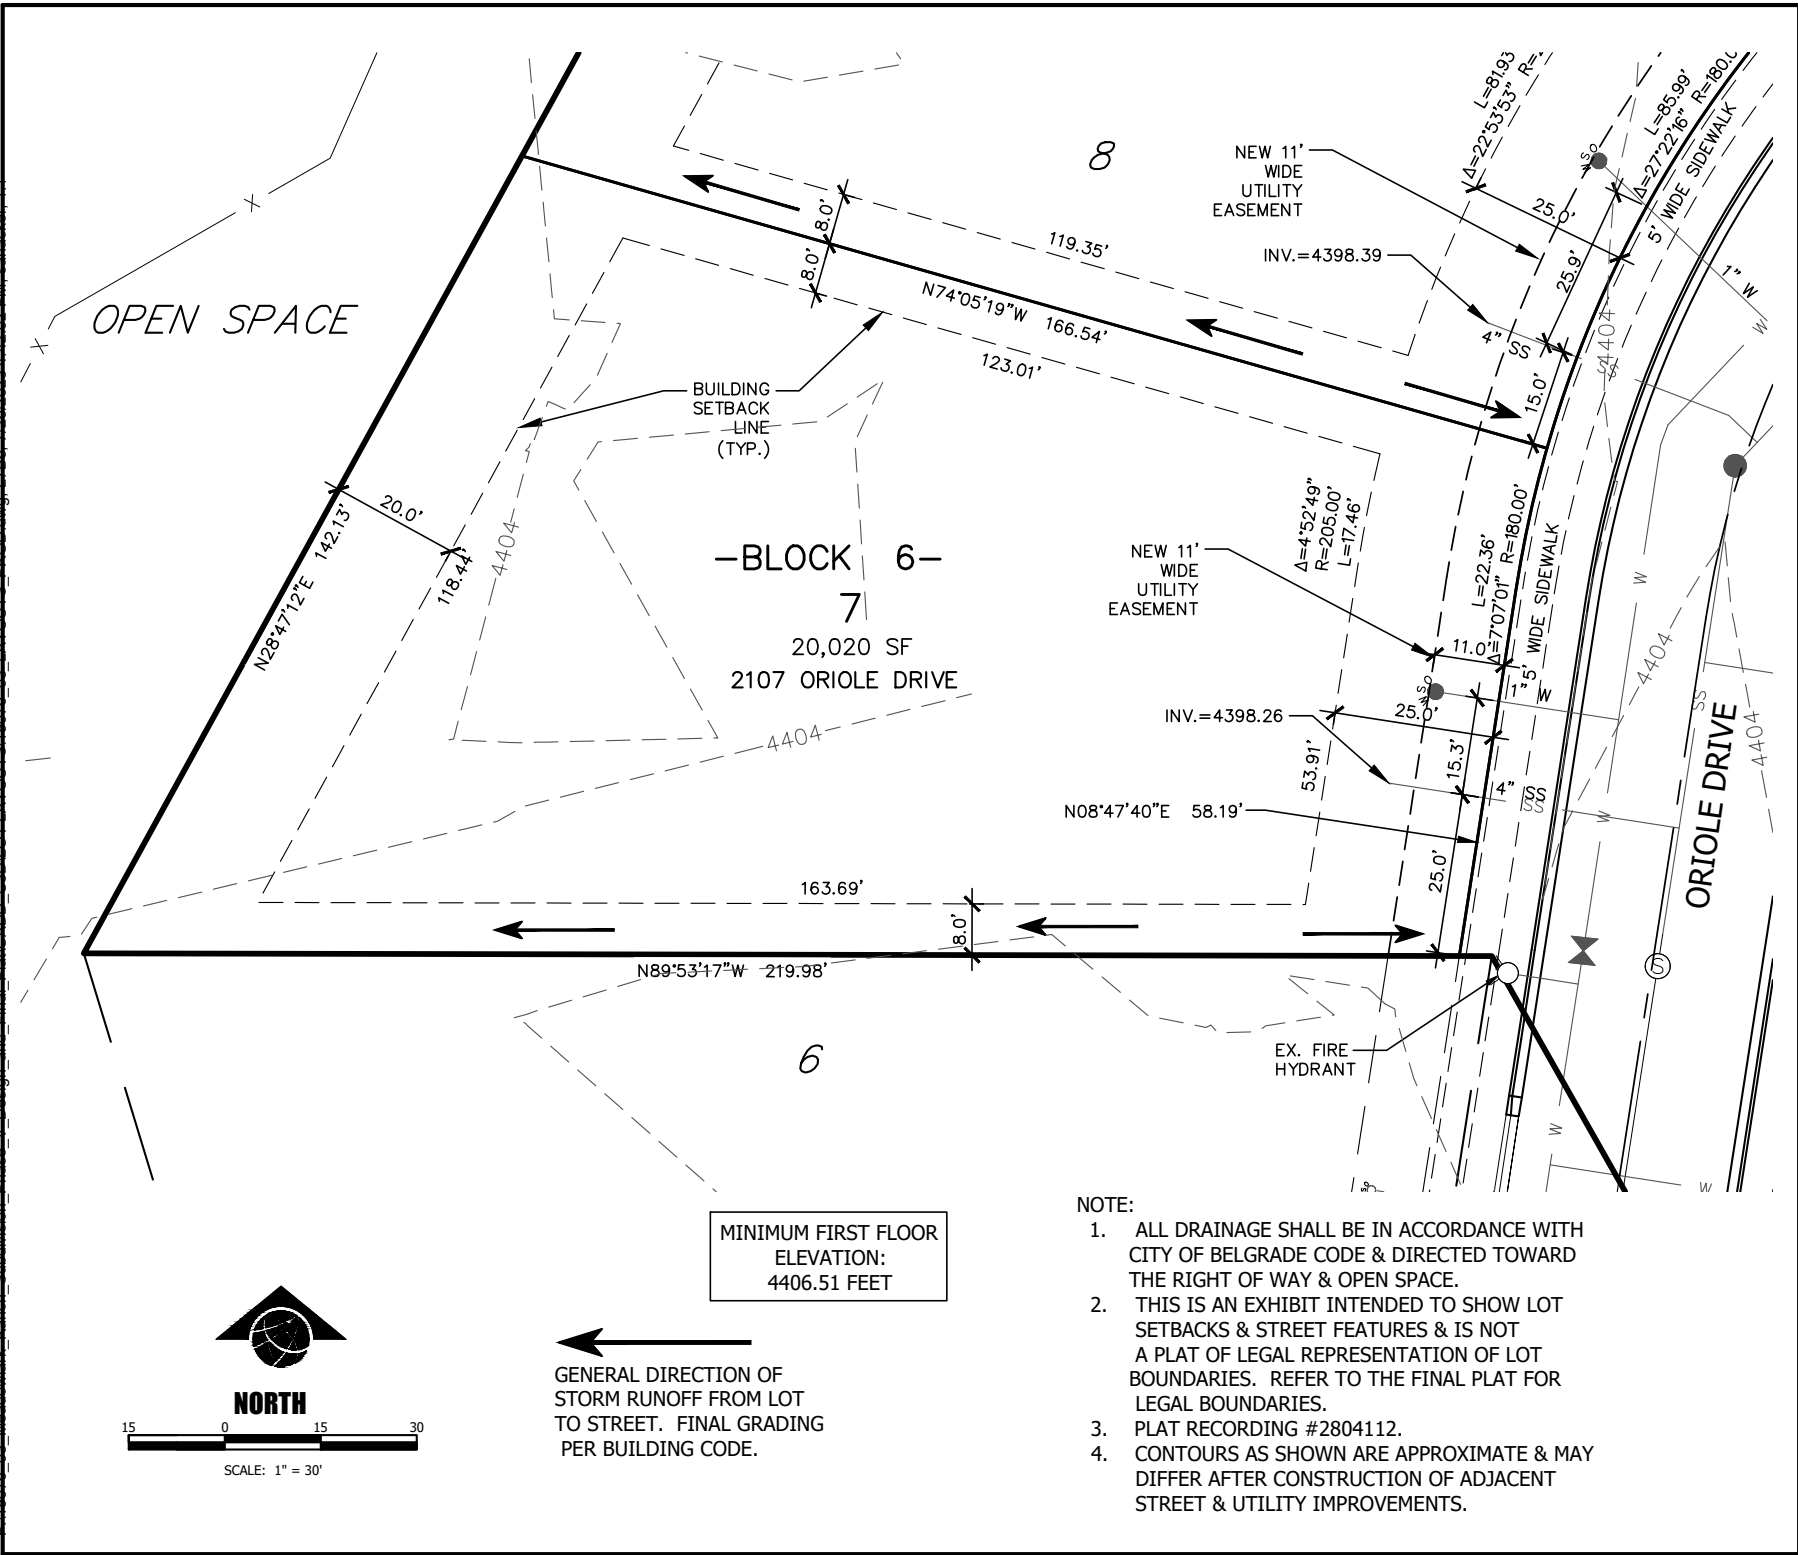 OPEN SPACE
8
NEW 11'
WIDE
UTILITY
EASEMENT
INV.=4398.39
L=81.93
Δ=22°53'53" R=
L=85.99'
Δ=27°22'16" R=180.0
5' WIDE SIDEWALK
25.0'
25.9'
1" W
W
W
4404
4" SS
SS
SS
15.0'
8.0'
8.0'
119.35'
N74°05'19"W 166.54'
123.01'
BUILDING
SETBACK
LINE
(TYP.)
X
X
20.0'
N28°47'12"E 142.13'
118.44'
4404
-BLOCK 6-
7
20,020 SF
2107 ORIOLE DRIVE
4404
NEW 11'
WIDE
UTILITY
EASEMENT
Δ=4°52'49"
R=205.00'
L=17.46'
L=22.36'
Δ=7°07'01" R=180.00'
5' WIDE SIDEWALK
11.0'
W.S.O
W.S.O
1" W
25.0'
INV.=4398.26
15.3'
53.91'
4" SS
SS
N08°47'40"E 58.19'
25.0'
W
W
W
W
4404
4404
SS
ORIOLE DRIVE
S
163.69'
8.0'
N89°53'17"W 219.98'
6
EX. FIRE
HYDRANT
MINIMUM FIRST FLOOR
ELEVATION:
4406.51 FEET
NORTH
15 0 15 30
SCALE: 1" = 30'
GENERAL DIRECTION OF
STORM RUNOFF FROM LOT
TO STREET. FINAL GRADING
PER BUILDING CODE.
NOTE:
1. ALL DRAINAGE SHALL BE IN ACCORDANCE WITH
CITY OF BELGRADE CODE & DIRECTED TOWARD
THE RIGHT OF WAY & OPEN SPACE.
2. THIS IS AN EXHIBIT INTENDED TO SHOW LOT
SETBACKS & STREET FEATURES & IS NOT
A PLAT OF LEGAL REPRESENTATION OF LOT
BOUNDARIES. REFER TO THE FINAL PLAT FOR
LEGAL BOUNDARIES.
3. PLAT RECORDING #2804112.
4. CONTOURS AS SHOWN ARE APPROXIMATE & MAY
DIFFER AFTER CONSTRUCTION OF ADJACENT
STREET & UTILITY IMPROVEMENTS.